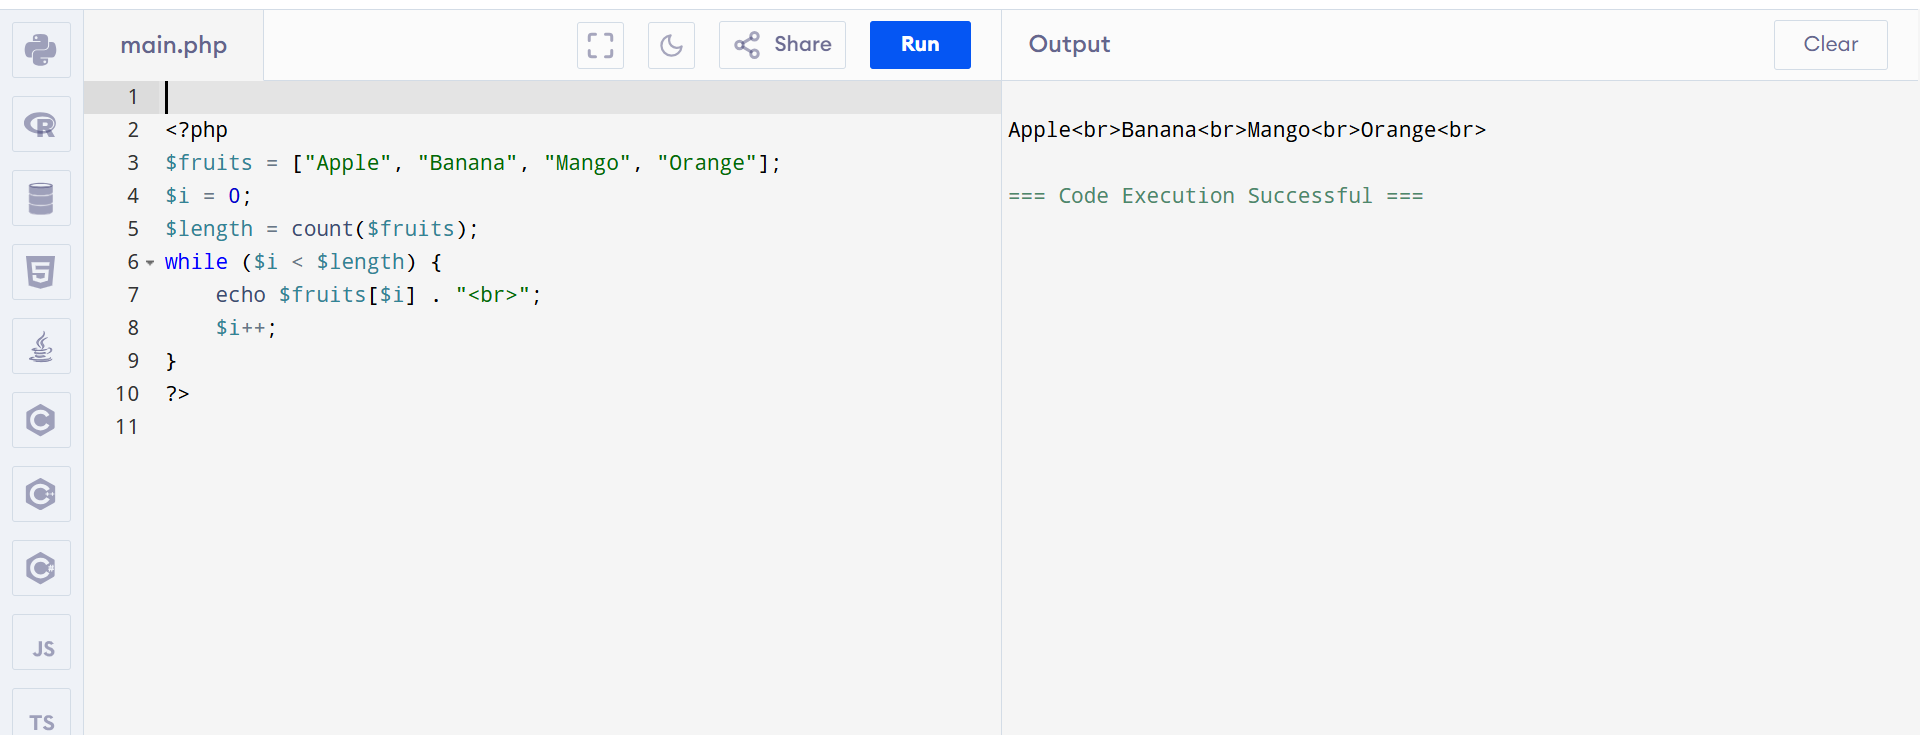 main.php
Share
Run
Output
Clear
1
2 <?php
3 $fruits = ["Apple", "Banana", "Mango", "Orange"];
4 $i = 0;
5 $length = count($fruits);
6 while ($i < $length) {
7     echo $fruits[$i] . "<br>";
8     $i++;
9 }
10 ?>
11
Apple<br>Banana<br>Mango<br>Orange<br>
=== Code Execution Successful ===
R
5
C
C++
C#
JS
TS